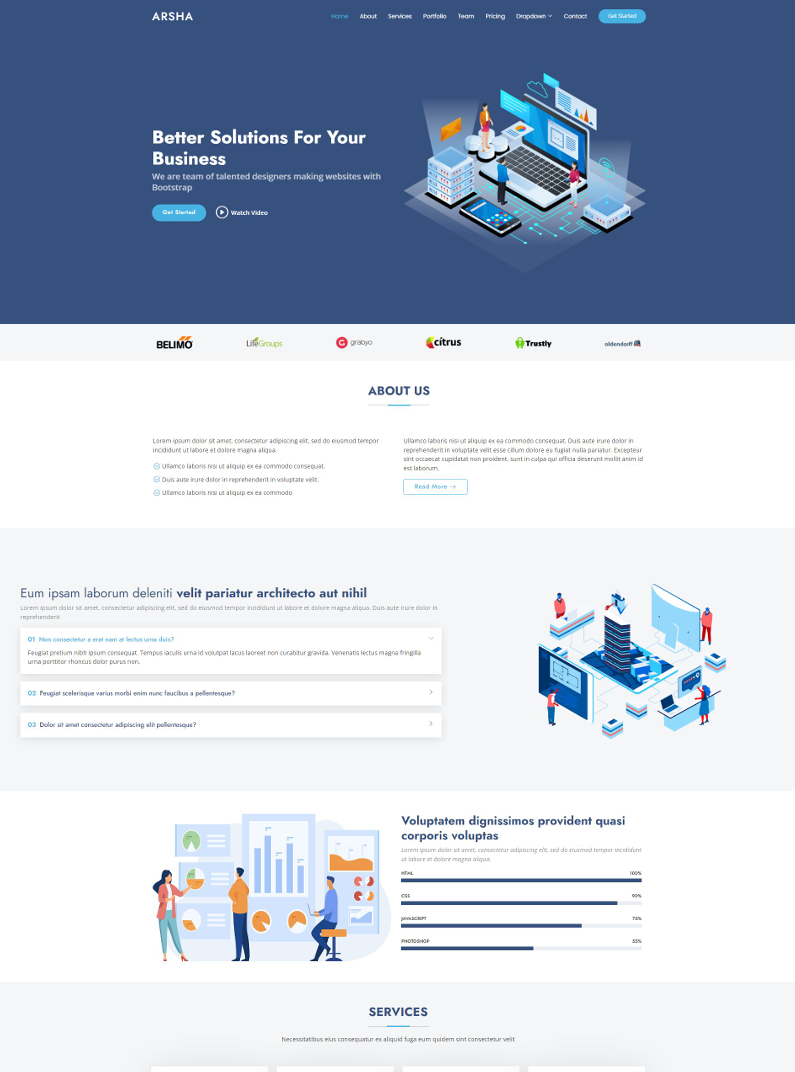 ARSHA
Home About Services Portfolio Team Pricing Dropdown Contact Get Started
Better Solutions For Your
Business
We are team of talented designers making websites with
Bootstrap
Get Started Watch Video
BELIMO LifeGroups grabyo citrus Trustly oldendorff
ABOUT US
Lorem ipsum dolor sit amet, consectetur adipiscing elit, sed do eiusmod tempor
incididunt ut labore et dolore magna aliqua.
Ullamco laboris nisi ut aliquip ex ea commodo consequat.
Duis aute irure dolor in reprehenderit in voluptate velit.
Ullamco laboris nisi ut aliquip ex ea commodo
Ullamco laboris nisi ut aliquip ex ea commodo consequat. Duis aute irure dolor in
reprehenderit in voluptate velit esse cillum dolore eu fugiat nulla pariatur. Excepteur
sint occaecat cupidatat non proident, sunt in culpa qui officia deserunt mollit anim id
est laborum.
Read More
Eum ipsam laborum deleniti velit pariatur architecto aut nihil
Lorem ipsum dolor sit amet, consectetur adipiscing elit, sed do eiusmod tempor incididunt ut labore et dolore magna aliqua. Duis aute irure dolor in
reprehenderit
01 Non consectetur a erat nam at lectus urna duis?
Feugiat pretium nibh ipsum consequat. Tempus iaculis urna id volutpat lacus laoreet non curabitur gravida. Venenatis lectus magna fringilla
urna porttitor rhoncus dolor purus non.
02 Feugiat scelerisque varius morbi enim nunc faucibus a pellentesque?
03 Dolor sit amet consectetur adipiscing elit pellentesque?
Voluptatem dignissimos provident quasi
corporis voluptas
Lorem ipsum dolor sit amet, consectetur adipiscing elit, sed do eiusmod tempor incididunt
ut labore et dolore magna aliqua.
HTML 100%
CSS 90%
JAVASCRIPT 75%
PHOTOSHOP 55%
SERVICES
Necessitatibus eius consequatur ex aliquid fuga eum quidem sint consectetur velit